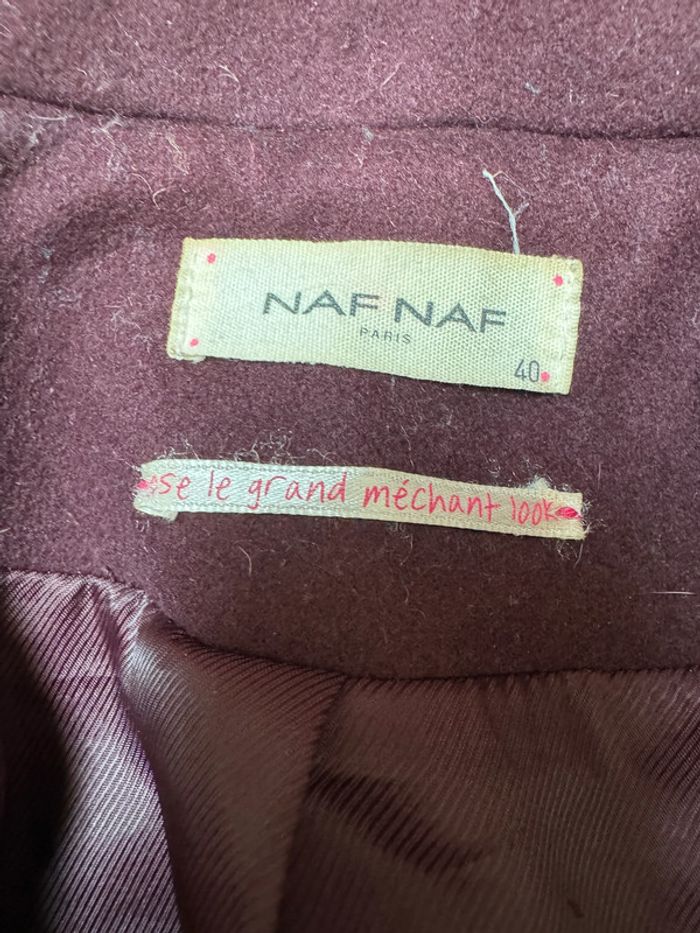 NAF NAF
PARIS
40
se le grand méchant look